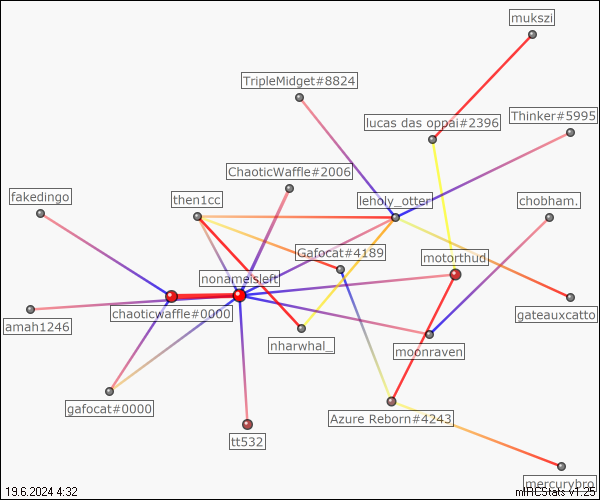 mukszi
TripleMidget#8824
Thinker#5995
lucas das oppai#2396
ChaoticWaffle#2006
fakedingo
then1cc
leholy_otter
chobham.
Gafocat#4189
motorthud
nonameisleft
chaoticwaffle#0000
gateauxcatto
amah1246
nharwhal_
moonraven
gafocat#0000
Azure Reborn#4243
tt532
mercurybro
19.6.2024 4:32
mIRCStats v1.25